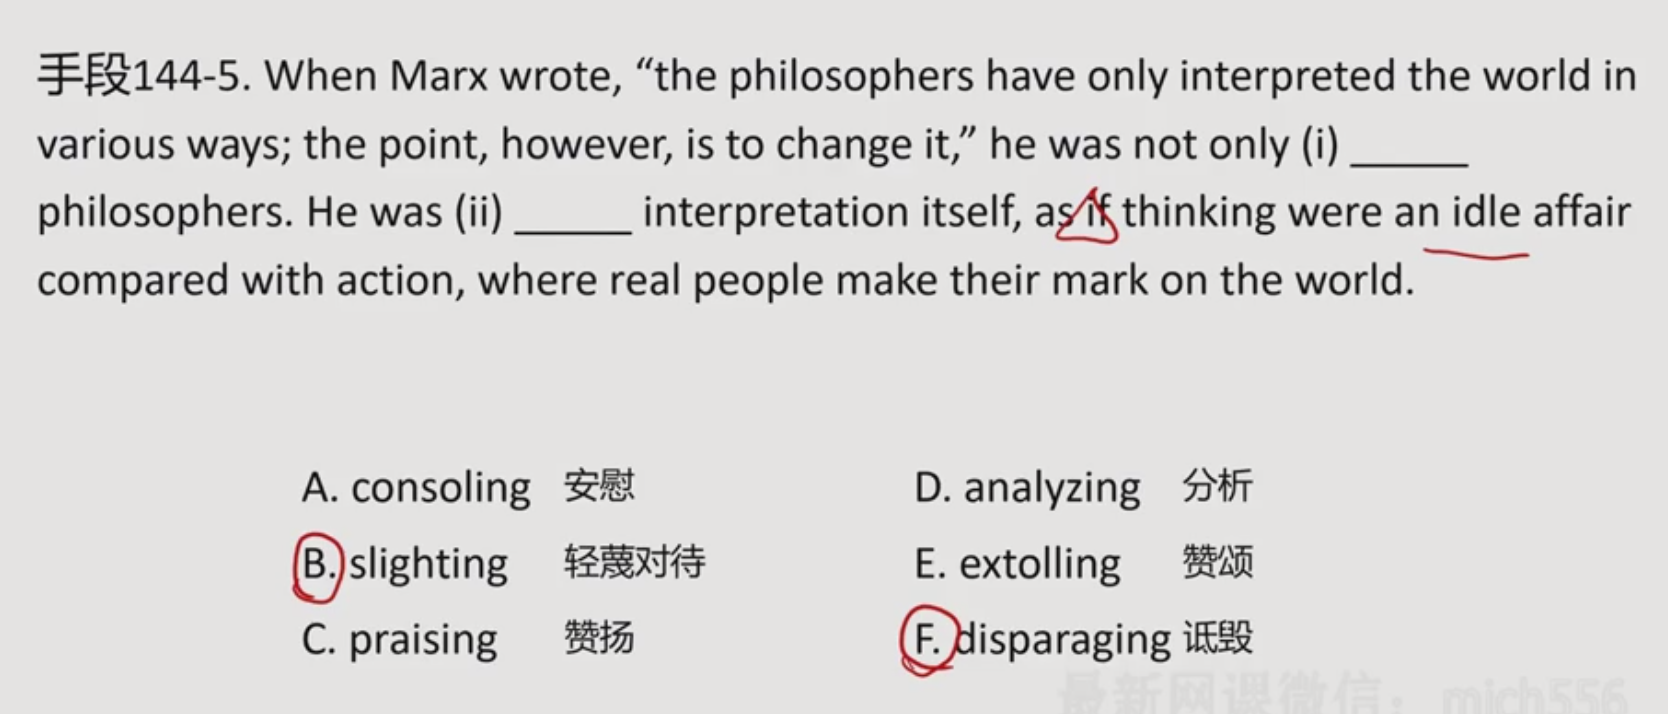 手段144-5. When Marx wrote, “the philosophers have only interpreted the world in
various ways; the point, however, is to change it,” he was not only (i) _____
philosophers. He was (ii) _____ interpretation itself, as if thinking were an idle affair
compared with action, where real people make their mark on the world.
A. consoling 安慰 D. analyzing 分析
B. slighting 轻蔑对待 E. extolling 赞颂
C. praising 赞扬 F. disparaging 诋毁
最新网课微信：mich556